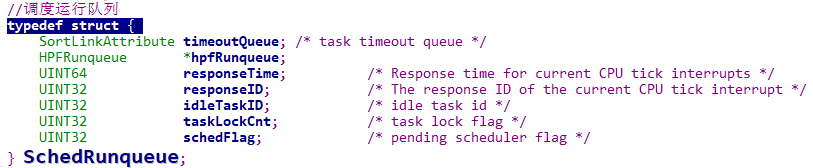 //调度运行队列
typedef struct {
    SortLinkAttribute timeoutQueue; /* task timeout queue */
    HPFRunqueue       *hpfRunqueue;
    UINT64            responseTime;     /* Response time for current CPU tick interrupts */
    UINT32            responseID;       /* The response ID of the current CPU tick interrupt */
    UINT32            idleTaskID;       /* idle task id */
    UINT32            taskLockCnt;      /* task lock flag */
    UINT32            schedFlag;        /* pending scheduler flag */
} SchedRunqueue;